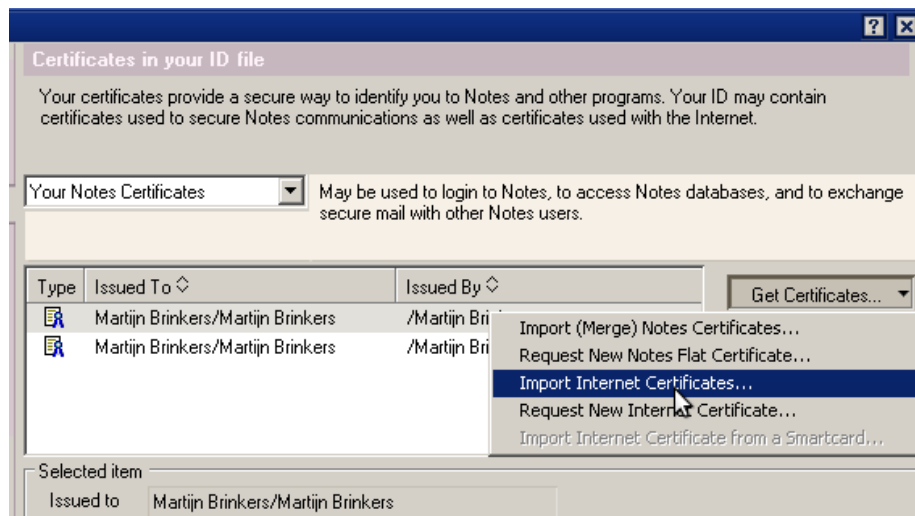 Certificates in your ID file
Your certificates provide a secure way to identify you to Notes and other programs. Your ID may contain
certificates used to secure Notes communications as well as certificates used with the Internet.
Your Notes Certificates
May be used to login to Notes, to access Notes databases, and to exchange
secure mail with other Notes users.
Type Issued To Issued By
Get Certificates...
Martijn Brinkers/Martijn Brinkers /Martijn
Martijn Brinkers/Martijn Brinkers /Martijn
Import (Merge) Notes Certificates...
Request New Notes Flat Certificate...
Import Internet Certificates...
Request New Internet Certificate...
Import Internet Certificate from a Smartcard...
Selected item
Issued to Martijn Brinkers/Martijn Brinkers